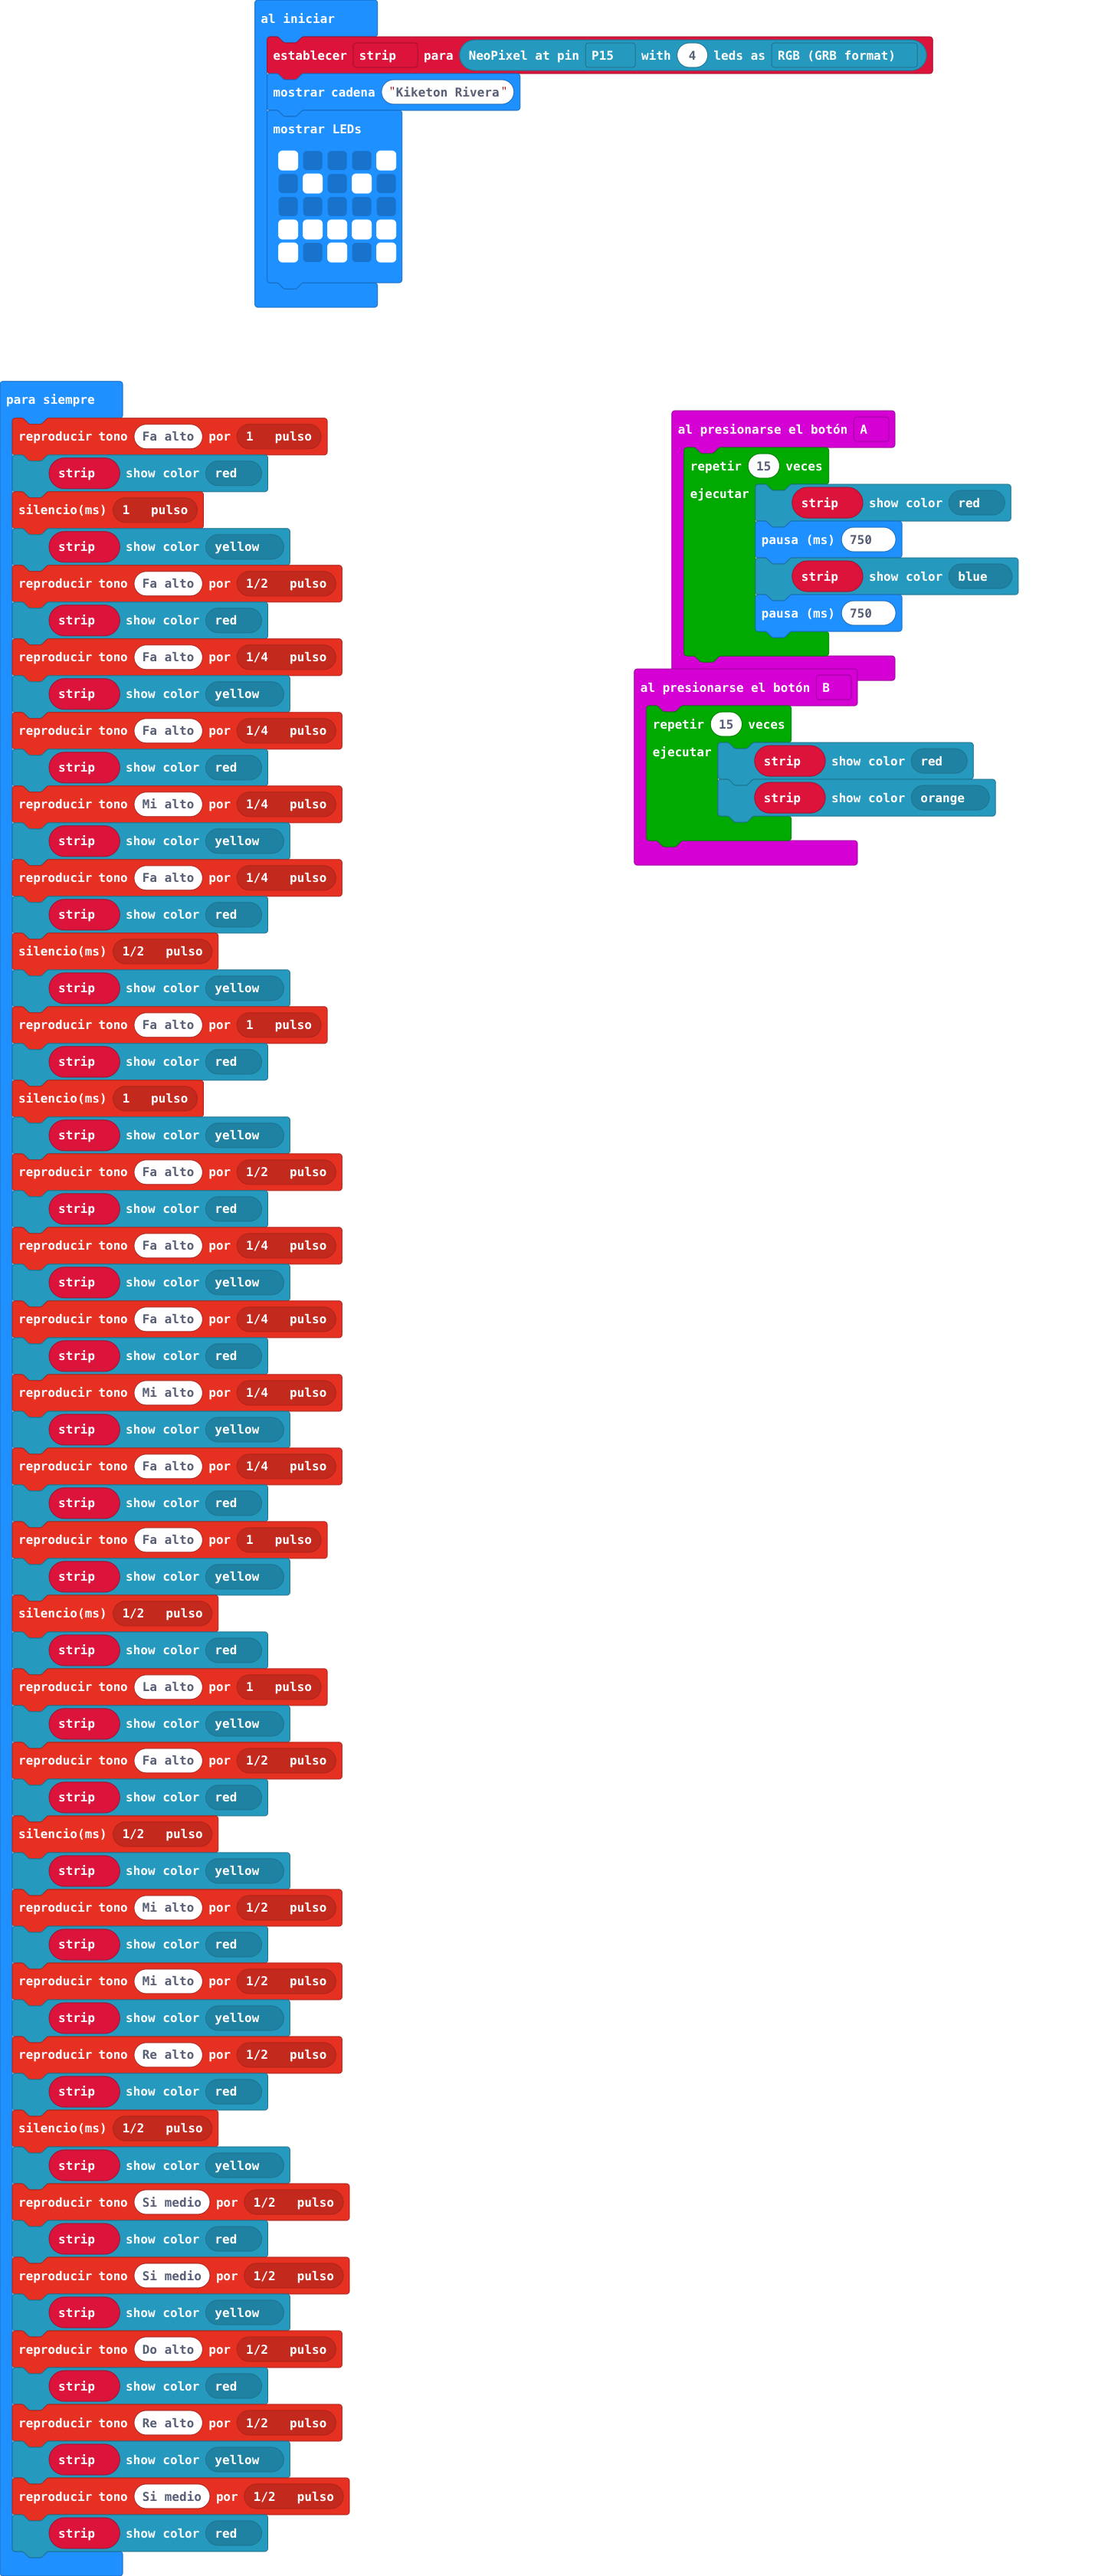 al iniciar
establecer strip para NeoPixel at pin P15 with 4 leds as RGB (GRB format)
mostrar cadena "Kiketon Rivera"
mostrar LEDs
para siempre
reproducir tono Fa alto por 1 pulso
strip show color red
silencio(ms) 1 pulso
strip show color yellow
reproducir tono Fa alto por 1/2 pulso
strip show color red
reproducir tono Fa alto por 1/4 pulso
strip show color yellow
reproducir tono Fa alto por 1/4 pulso
strip show color red
reproducir tono Mi alto por 1/4 pulso
strip show color yellow
reproducir tono Fa alto por 1/4 pulso
strip show color red
silencio(ms) 1/2 pulso
strip show color yellow
reproducir tono Fa alto por 1 pulso
strip show color red
silencio(ms) 1 pulso
strip show color yellow
reproducir tono Fa alto por 1/2 pulso
strip show color red
reproducir tono Fa alto por 1/4 pulso
strip show color yellow
reproducir tono Fa alto por 1/4 pulso
strip show color red
reproducir tono Mi alto por 1/4 pulso
strip show color yellow
reproducir tono Fa alto por 1/4 pulso
strip show color red
reproducir tono Fa alto por 1 pulso
strip show color yellow
silencio(ms) 1/2 pulso
strip show color red
reproducir tono La alto por 1 pulso
strip show color yellow
reproducir tono Fa alto por 1/2 pulso
strip show color red
silencio(ms) 1/2 pulso
strip show color yellow
reproducir tono Mi alto por 1/2 pulso
strip show color red
reproducir tono Mi alto por 1/2 pulso
strip show color yellow
reproducir tono Re alto por 1/2 pulso
strip show color red
silencio(ms) 1/2 pulso
strip show color yellow
reproducir tono Si medio por 1/2 pulso
strip show color red
reproducir tono Si medio por 1/2 pulso
strip show color yellow
reproducir tono Do alto por 1/2 pulso
strip show color red
reproducir tono Re alto por 1/2 pulso
strip show color yellow
reproducir tono Si medio por 1/2 pulso
strip show color red
al presionarse el botón A
repetir 15 veces
ejecutar
strip show color red
pausa (ms) 750
strip show color blue
pausa (ms) 750
al presionarse el botón B
repetir 15 veces
ejecutar
strip show color red
strip show color orange